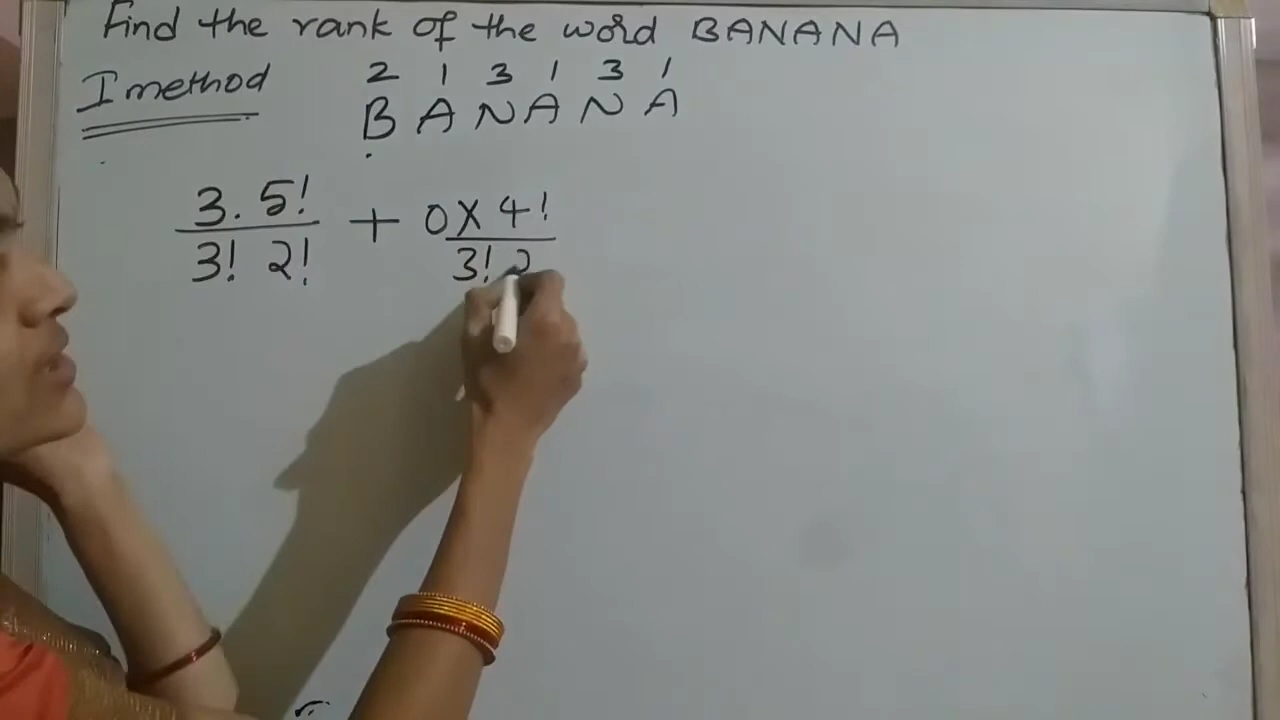 Find the rank of the word BANANA
I method 2 1 3 1 3 1
B A N A N A
3. 5! + 0 X 4!
3! 2! 3! 2